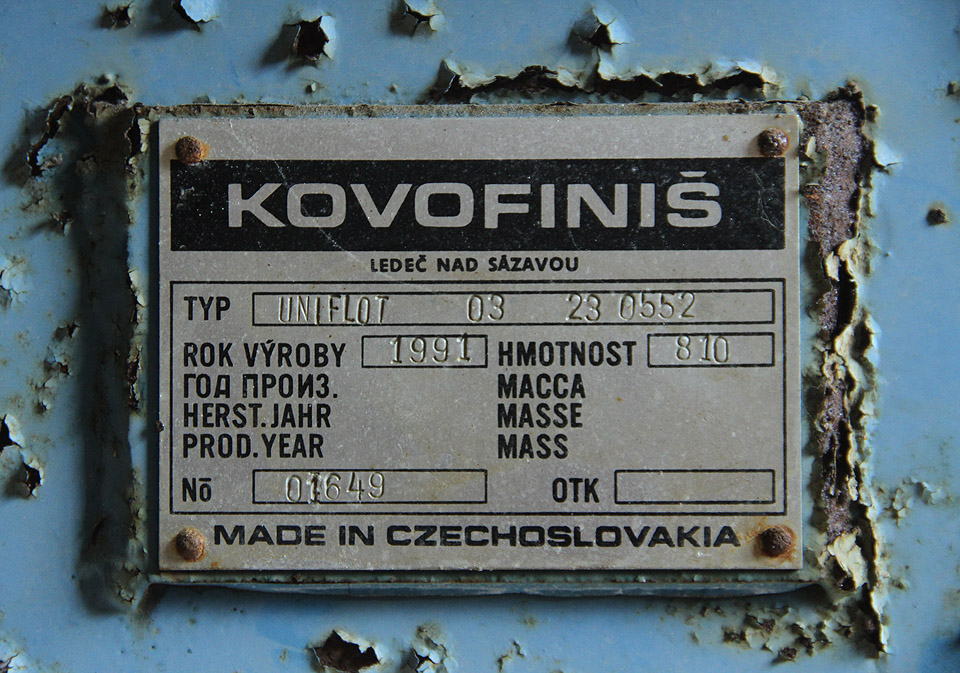 KOVOFINIŠ
LEDEČ NAD SÁZAVOU
TYP UNIFLOT 03 23 0552
ROK VÝROBY 1991 HMOTNOST 810
ГОД ПРОИЗ. МАССА
HERST. JAHR MASSE
PROD. YEAR MASS
Nō 01649 OTK
MADE IN CZECHOSLOVAKIA